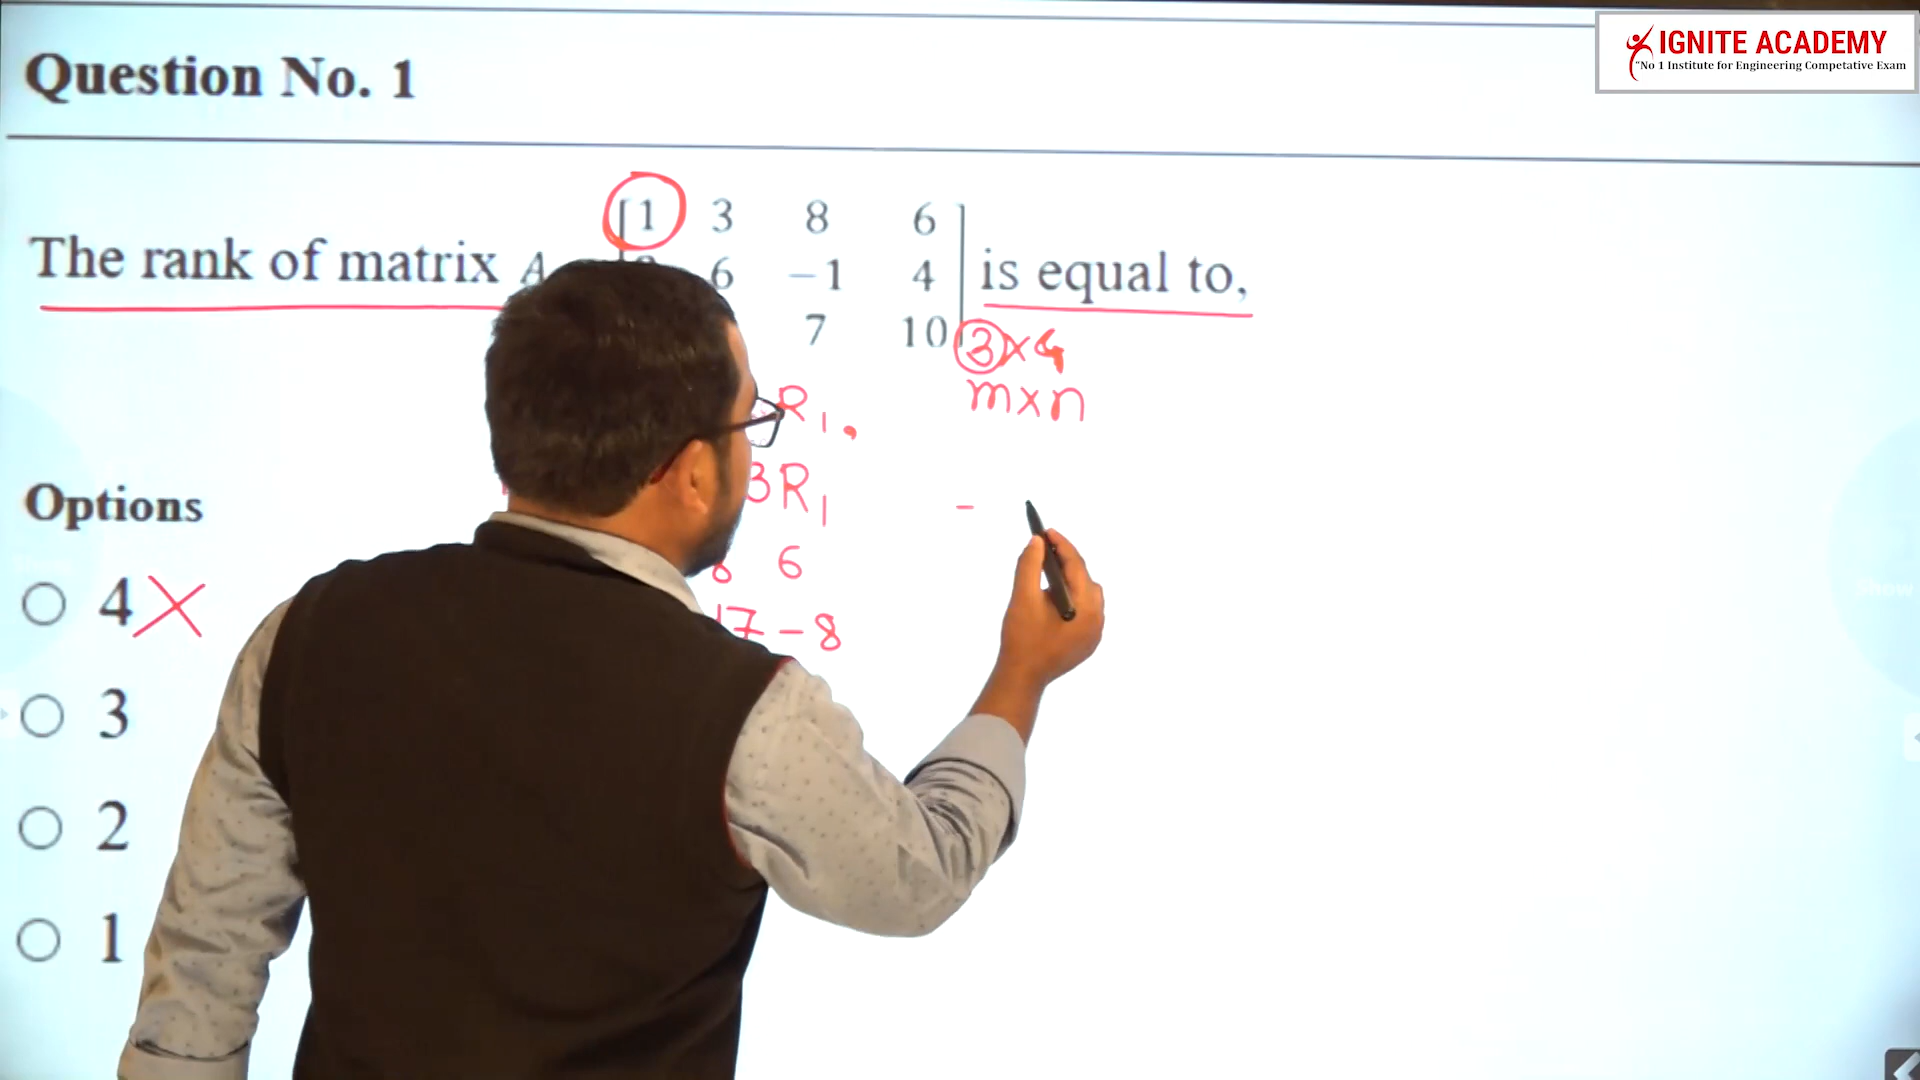 IGNITE ACADEMY
"No 1 Institute for Engineering Competative Exam
Question No. 1
The rank of matrix A
1 3 8 6
6 −1 4
7 10
is equal to,
3×4
m×n
R1.
3R1
-
8 6
17 -8
Options
4 ×
3
2
1